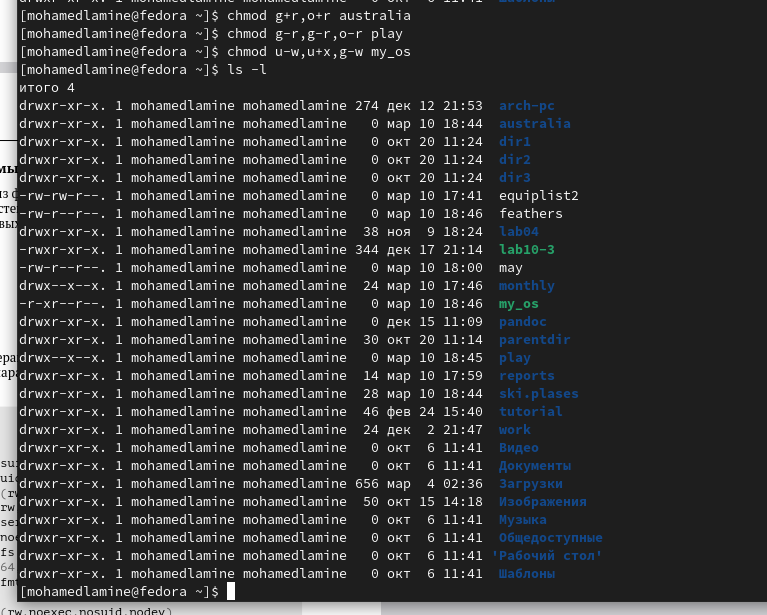 [mohamedlamine@fedora ~]$ chmod g+r,o+r australia
[mohamedlamine@fedora ~]$ chmod g-r,g-r,o-r play
[mohamedlamine@fedora ~]$ chmod u-w,u+x,g-w my_os
[mohamedlamine@fedora ~]$ ls -l
итого 4
drwxr-xr-x. 1 mohamedlamine mohamedlamine 274 дек 12 21:53 arch-pc
drwxr-xr-x. 1 mohamedlamine mohamedlamine 0 мар 10 18:44 australia
drwxr-xr-x. 1 mohamedlamine mohamedlamine 0 окт 20 11:24 dir1
drwxr-xr-x. 1 mohamedlamine mohamedlamine 0 окт 20 11:24 dir2
drwxr-xr-x. 1 mohamedlamine mohamedlamine 0 окт 20 11:24 dir3
-rw-rw-r--. 1 mohamedlamine mohamedlamine 0 мар 10 17:41 equiplist2
-rw-r--r--. 1 mohamedlamine mohamedlamine 0 мар 10 18:46 feathers
drwxr-xr-x. 1 mohamedlamine mohamedlamine 38 ноя 9 18:24 lab04
-rwxr-xr-x. 1 mohamedlamine mohamedlamine 344 дек 17 21:14 lab10-3
-rw-r--r--. 1 mohamedlamine mohamedlamine 0 мар 10 18:00 may
drwx--x--x. 1 mohamedlamine mohamedlamine 24 мар 10 17:46 monthly
-r-xr--r--. 1 mohamedlamine mohamedlamine 0 мар 10 18:46 my_os
drwxr-xr-x. 1 mohamedlamine mohamedlamine 0 дек 15 11:09 pandoc
drwxr-xr-x. 1 mohamedlamine mohamedlamine 30 окт 20 11:14 parentdir
drwx--x--x. 1 mohamedlamine mohamedlamine 0 мар 10 18:45 play
drwxr-xr-x. 1 mohamedlamine mohamedlamine 14 мар 10 17:59 reports
drwxr-xr-x. 1 mohamedlamine mohamedlamine 28 мар 10 18:44 ski.plases
drwxr-xr-x. 1 mohamedlamine mohamedlamine 46 фев 24 15:40 tutorial
drwxr-xr-x. 1 mohamedlamine mohamedlamine 24 дек 2 21:47 work
drwxr-xr-x. 1 mohamedlamine mohamedlamine 0 окт 6 11:41 Видео
drwxr-xr-x. 1 mohamedlamine mohamedlamine 0 окт 6 11:41 Документы
drwxr-xr-x. 1 mohamedlamine mohamedlamine 656 мар 4 02:36 Загрузки
drwxr-xr-x. 1 mohamedlamine mohamedlamine 50 окт 15 14:18 Изображения
drwxr-xr-x. 1 mohamedlamine mohamedlamine 0 окт 6 11:41 Музыка
drwxr-xr-x. 1 mohamedlamine mohamedlamine 0 окт 6 11:41 Общедоступные
drwxr-xr-x. 1 mohamedlamine mohamedlamine 0 окт 6 11:41 'Рабочий стол'
drwxr-xr-x. 1 mohamedlamine mohamedlamine 0 окт 6 11:41 Шаблоны
[mohamedlamine@fedora ~]$
(rw,noexec,nosuid,nodev)